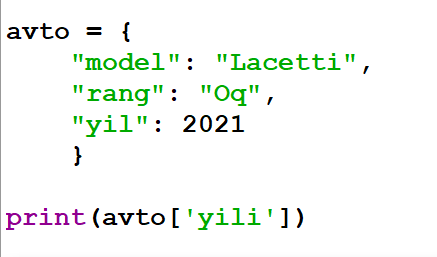 avto = {
    "model": "Lacetti",
    "rang": "Oq",
    "yil": 2021
    }
print(avto['yili'])